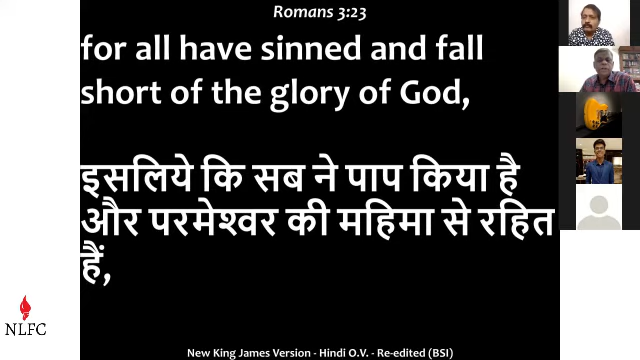 Romans 3:23
for all have sinned and fall
short of the glory of God,
इसलिये कि सब ने पाप किया है
और परमेश्वर की महिमा से रहित
हैं,
NLFC
New King James Version - Hindi O.V. - Re-edited (BSI)